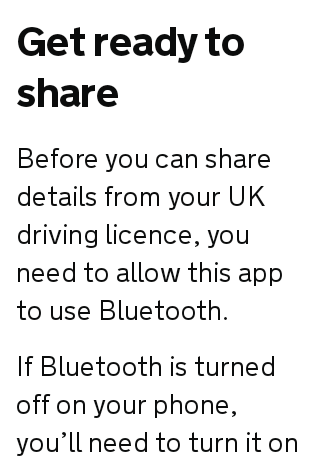 Get ready to
share
Before you can share
details from your UK
driving licence, you
need to allow this app
to use Bluetooth.
If Bluetooth is turned
off on your phone,
you’ll need to turn it on